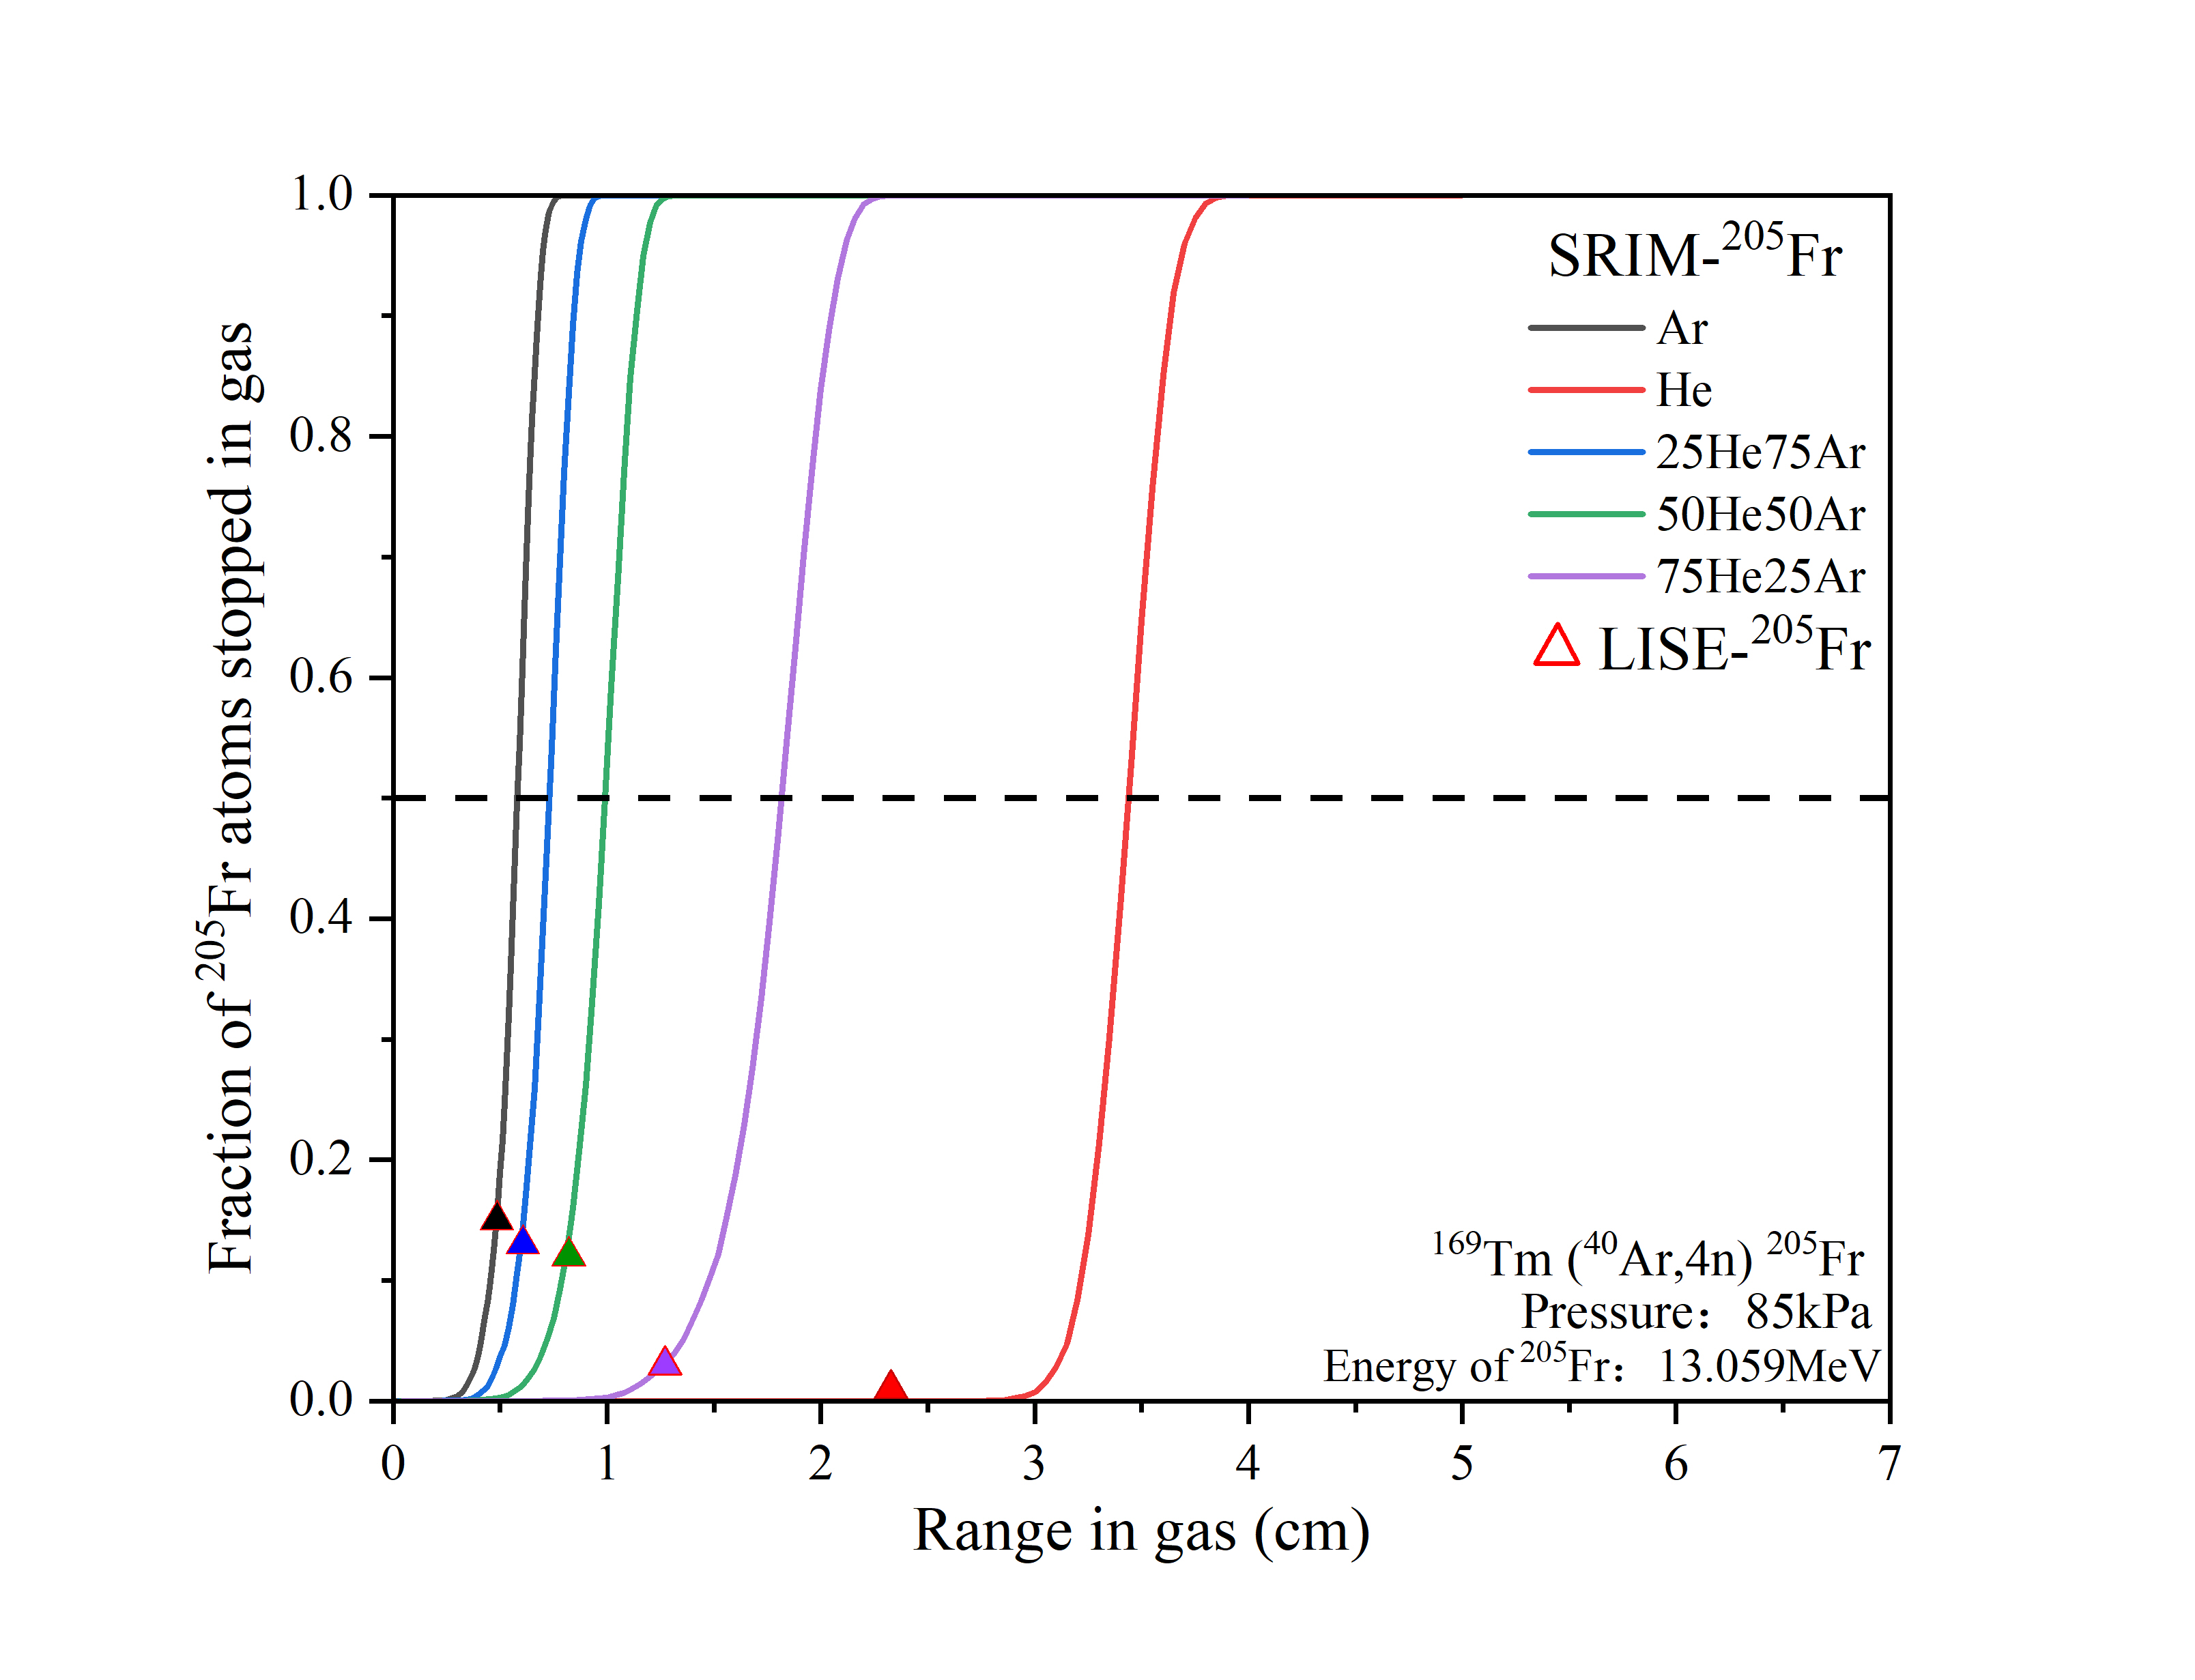 1.0
0.8
0.6
0.4
0.2
0.0
0 1 2 3 4 5 6 7
Fraction of ²⁰⁵Fr atoms stopped in gas
Range in gas (cm)
SRIM-²⁰⁵Fr
Ar
He
25He75Ar
50He50Ar
75He25Ar
LISE-²⁰⁵Fr
¹⁶⁹Tm (⁴⁰Ar,4n) ²⁰⁵Fr
Pressure：85kPa
Energy of ²⁰⁵Fr：13.059MeV